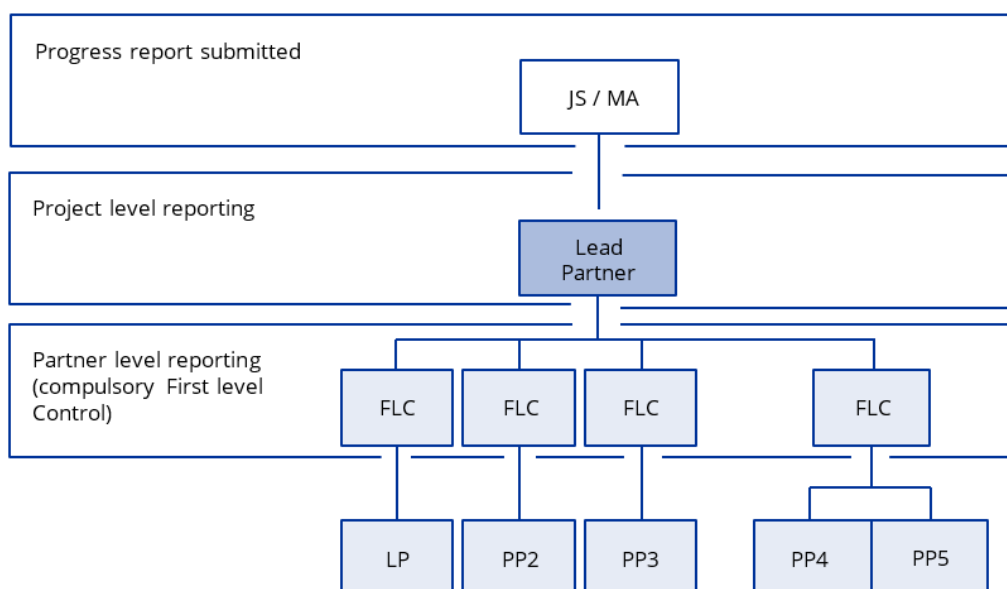 Progress report submitted
JS / MA
Project level reporting
Lead
Partner
Partner level reporting
(compulsory First level
Control)
FLC
FLC
FLC
FLC
LP
PP2
PP3
PP4
PP5